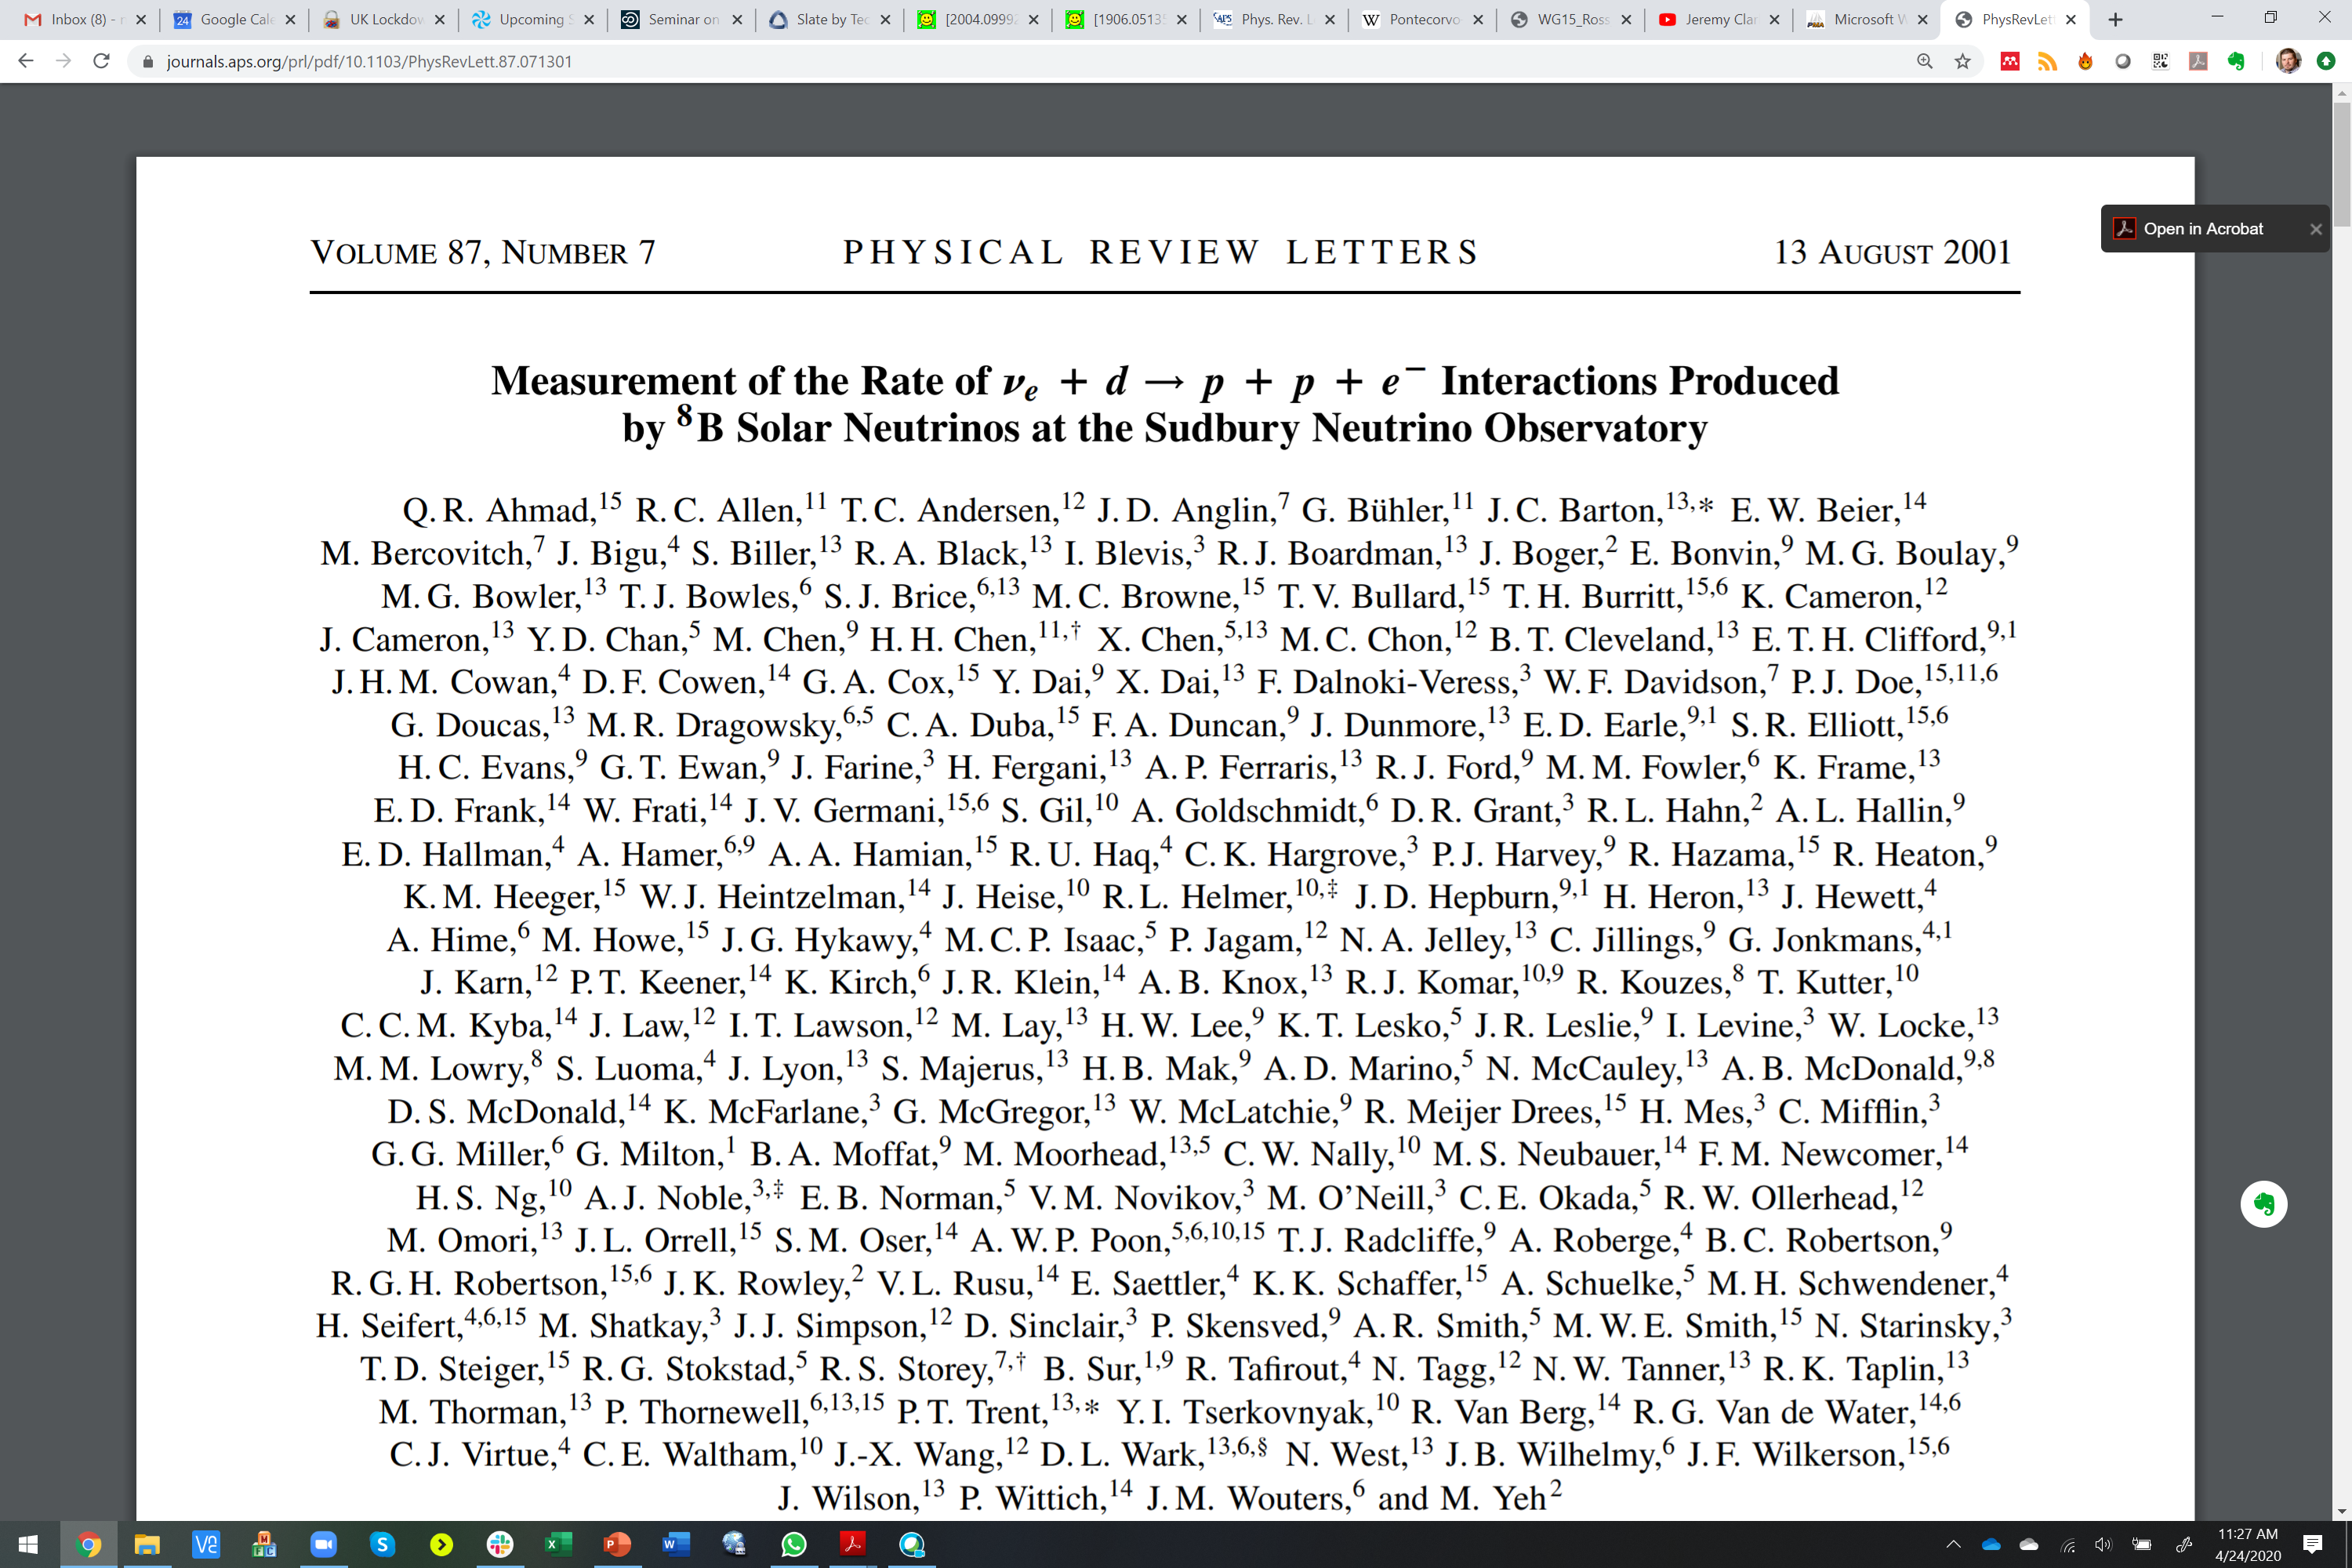 Inbox (8) -
24 Google Cale
UK Lockdow
Upcoming S
Seminar on
Slate by Tec
[2004.0999
[1906.0513
APS Phys. Rev. L
W Pontecorvo
WG15_Ross
Jeremy Clar
Microsoft W
PhysRevLet
journals.aps.org/prl/pdf/10.1103/PhysRevLett.87.071301
Open in Acrobat
VOLUME 87, NUMBER 7 PHYSICAL REVIEW LETTERS 13 AUGUST 2001
Measurement of the Rate of νₑ + d → p + p + e⁻ Interactions Produced
by ⁸B Solar Neutrinos at the Sudbury Neutrino Observatory
Q. R. Ahmad,¹⁵ R. C. Allen,¹¹ T. C. Andersen,¹² J. D. Anglin,⁷ G. Bühler,¹¹ J. C. Barton,¹³,* E. W. Beier,¹⁴
M. Bercovitch,⁷ J. Bigu,⁴ S. Biller,¹³ R. A. Black,¹³ I. Blevis,³ R. J. Boardman,¹³ J. Boger,² E. Bonvin,⁹ M. G. Boulay,⁹
M. G. Bowler,¹³ T. J. Bowles,⁶ S. J. Brice,⁶,¹³ M. C. Browne,¹⁵ T. V. Bullard,¹⁵ T. H. Burritt,¹⁵,⁶ K. Cameron,¹²
J. Cameron,¹³ Y. D. Chan,⁵ M. Chen,⁹ H. H. Chen,¹¹,† X. Chen,⁵,¹³ M. C. Chon,¹² B. T. Cleveland,¹³ E. T. H. Clifford,⁹,¹
J. H. M. Cowan,⁴ D. F. Cowen,¹⁴ G. A. Cox,¹⁵ Y. Dai,⁹ X. Dai,¹³ F. Dalnoki-Veress,³ W. F. Davidson,⁷ P. J. Doe,¹⁵,¹¹,⁶
G. Doucas,¹³ M. R. Dragowsky,⁶,⁵ C. A. Duba,¹⁵ F. A. Duncan,⁹ J. Dunmore,¹³ E. D. Earle,⁹,¹ S. R. Elliott,¹⁵,⁶
H. C. Evans,⁹ G. T. Ewan,⁹ J. Farine,³ H. Fergani,¹³ A. P. Ferraris,¹³ R. J. Ford,⁹ M. M. Fowler,⁶ K. Frame,¹³
E. D. Frank,¹⁴ W. Frati,¹⁴ J. V. Germani,¹⁵,⁶ S. Gil,¹⁰ A. Goldschmidt,⁶ D. R. Grant,³ R. L. Hahn,² A. L. Hallin,⁹
E. D. Hallman,⁴ A. Hamer,⁶,⁹ A. A. Hamian,¹⁵ R. U. Haq,⁴ C. K. Hargrove,³ P. J. Harvey,⁹ R. Hazama,¹⁵ R. Heaton,⁹
K. M. Heeger,¹⁵ W. J. Heintzelman,¹⁴ J. Heise,¹⁰ R. L. Helmer,¹⁰,‡ J. D. Hepburn,⁹,¹ H. Heron,¹³ J. Hewett,⁴
A. Hime,⁶ M. Howe,¹⁵ J. G. Hykawy,⁴ M. C. P. Isaac,⁵ P. Jagam,¹² N. A. Jelley,¹³ C. Jillings,⁹ G. Jonkmans,⁴,¹
J. Karn,¹² P. T. Keener,¹⁴ K. Kirch,⁶ J. R. Klein,¹⁴ A. B. Knox,¹³ R. J. Komar,¹⁰,⁹ R. Kouzes,⁸ T. Kutter,¹⁰
C. C. M. Kyba,¹⁴ J. Law,¹² I. T. Lawson,¹² M. Lay,¹³ H. W. Lee,⁹ K. T. Lesko,⁵ J. R. Leslie,⁹ I. Levine,³ W. Locke,¹³
M. M. Lowry,⁸ S. Luoma,⁴ J. Lyon,¹³ S. Majerus,¹³ H. B. Mak,⁹ A. D. Marino,⁵ N. McCauley,¹³ A. B. McDonald,⁹,⁸
D. S. McDonald,¹⁴ K. McFarlane,³ G. McGregor,¹³ W. McLatchie,⁹ R. Meijer Drees,¹⁵ H. Mes,³ C. Mifflin,³
G. G. Miller,⁶ G. Milton,¹ B. A. Moffat,⁹ M. Moorhead,¹³,⁵ C. W. Nally,¹⁰ M. S. Neubauer,¹⁴ F. M. Newcomer,¹⁴
H. S. Ng,¹⁰ A. J. Noble,³,‡ E. B. Norman,⁵ V. M. Novikov,³ M. O’Neill,³ C. E. Okada,⁵ R. W. Ollerhead,¹²
M. Omori,¹³ J. L. Orrell,¹⁵ S. M. Oser,¹⁴ A. W. P. Poon,⁵,⁶,¹⁰,¹⁵ T. J. Radcliffe,⁹ A. Roberge,⁴ B. C. Robertson,⁹
R. G. H. Robertson,¹⁵,⁶ J. K. Rowley,² V. L. Rusu,¹⁴ E. Saettler,⁴ K. K. Schaffer,¹⁵ A. Schuelke,⁵ M. H. Schwendener,⁴
H. Seifert,⁴,⁶,¹⁵ M. Shatkay,³ J. J. Simpson,¹² D. Sinclair,³ P. Skensved,⁹ A. R. Smith,⁵ M. W. E. Smith,¹⁵ N. Starinsky,³
T. D. Steiger,¹⁵ R. G. Stokstad,⁵ R. S. Storey,⁷,† B. Sur,¹,⁹ R. Tafirout,⁴ N. Tagg,¹² N. W. Tanner,¹³ R. K. Taplin,¹³
M. Thorman,¹³ P. Thornewell,⁶,¹³,¹⁵ P. T. Trent,¹³,* Y. I. Tserkovnyak,¹⁰ R. Van Berg,¹⁴ R. G. Van de Water,¹⁴,⁶
C. J. Virtue,⁴ C. E. Waltham,¹⁰ J.-X. Wang,¹² D. L. Wark,¹³,⁶,§ N. West,¹³ J. B. Wilhelmy,⁶ J. F. Wilkerson,¹⁵,⁶
J. Wilson,¹³ P. Wittich,¹⁴ J. M. Wouters,⁶ and M. Yeh²
11:27 AM
4/24/2020